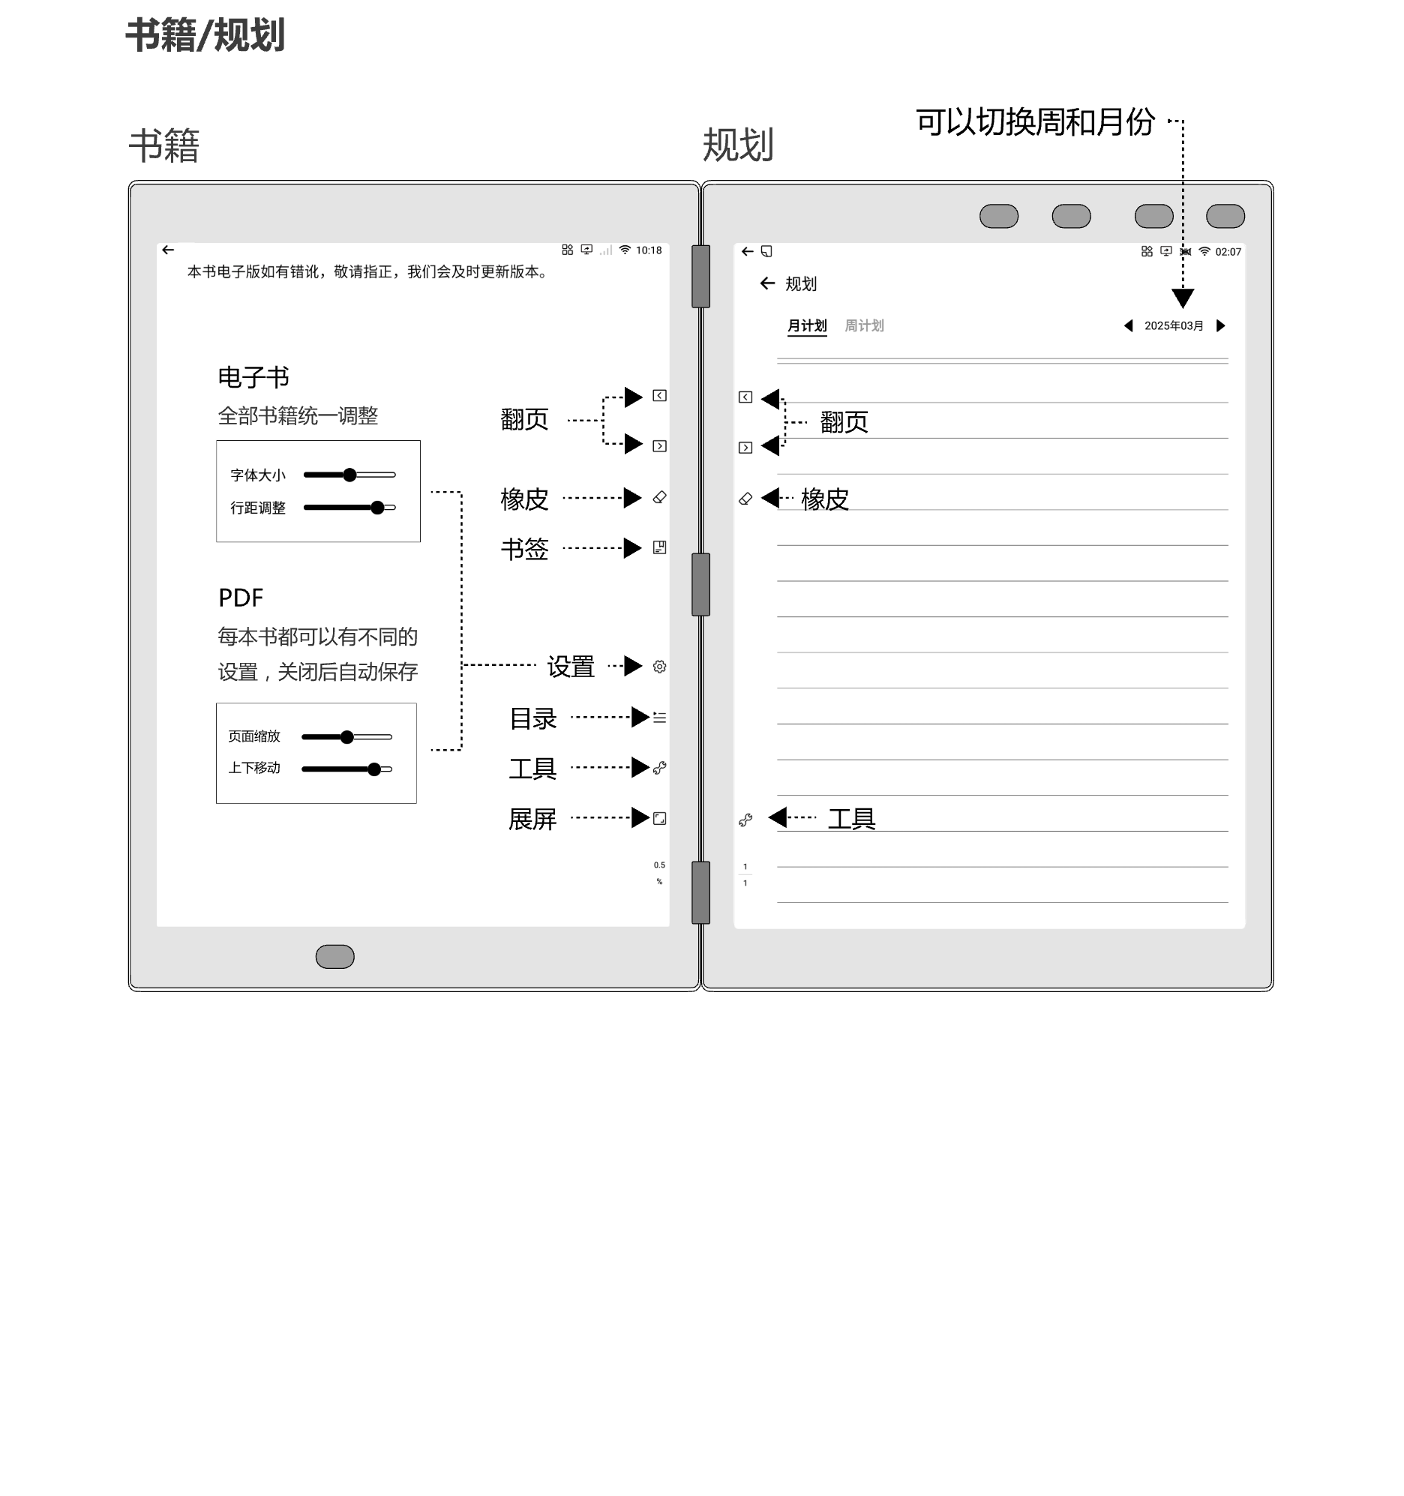 书籍/规划
书籍
规划
可以切换周和月份
10:18
本书电子版如有错讹，敬请指正，我们会及时更新版本。
电子书
全部书籍统一调整
字体大小
行距调整
PDF
每本书都可以有不同的
设置，关闭后自动保存
页面缩放
上下移动
翻页
橡皮
书签
设置
目录
工具
展屏
0.5
%
02:07
规划
月计划 周计划
2025年03月
翻页
橡皮
工具
1
1